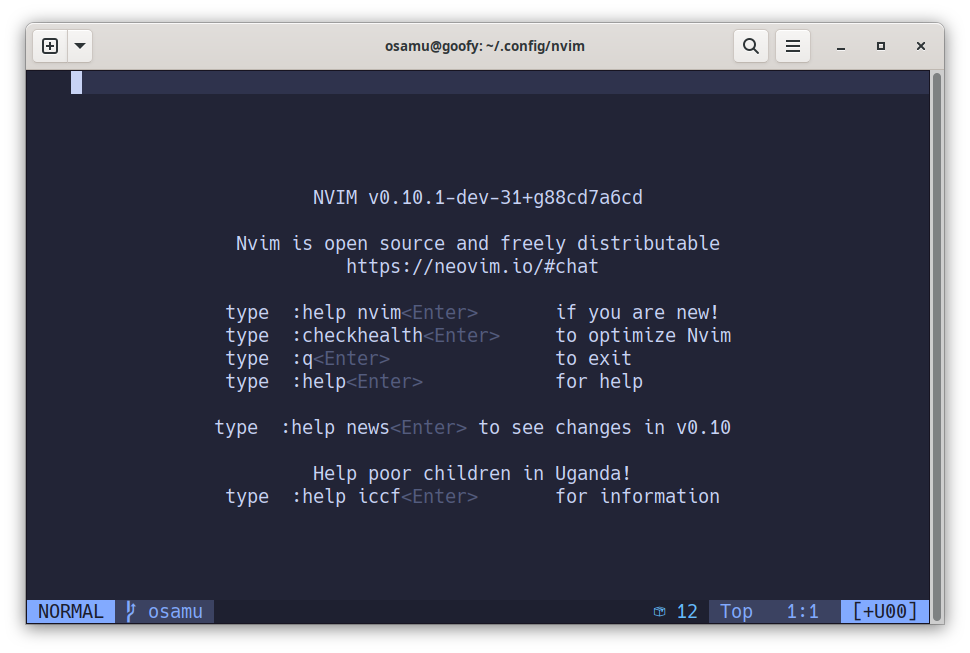 osamu@goofy: ~/.config/nvim
NVIM v0.10.1-dev-31+g88cd7a6cd
Nvim is open source and freely distributable
https://neovim.io/#chat
type :help nvim<Enter> if you are new!
type :checkhealth<Enter> to optimize Nvim
type :q<Enter> to exit
type :help<Enter> for help
type :help news<Enter> to see changes in v0.10
Help poor children in Uganda!
type :help iccf<Enter> for information
NORMAL osamu 12 Top 1:1 [+U00]